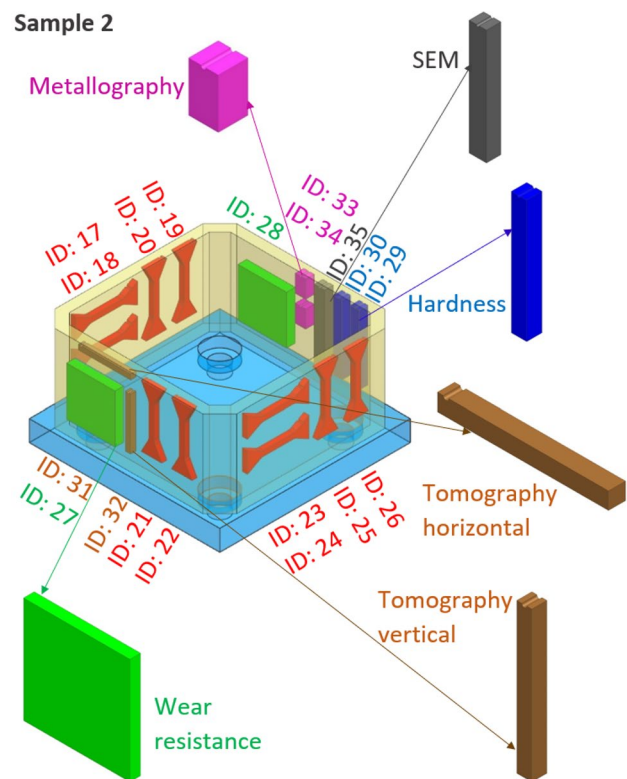 Sample 2
SEM
Metallography
ID: 33
ID: 34
ID: 35
ID: 30
ID: 29
ID: 28
ID: 19
ID: 20
ID: 17
ID: 18
Hardness
Tomography
horizontal
ID: 31
ID: 27
ID: 32
ID: 21
ID: 22
ID: 23
ID: 24
ID: 25
ID: 26
Tomography
vertical
Wear
resistance